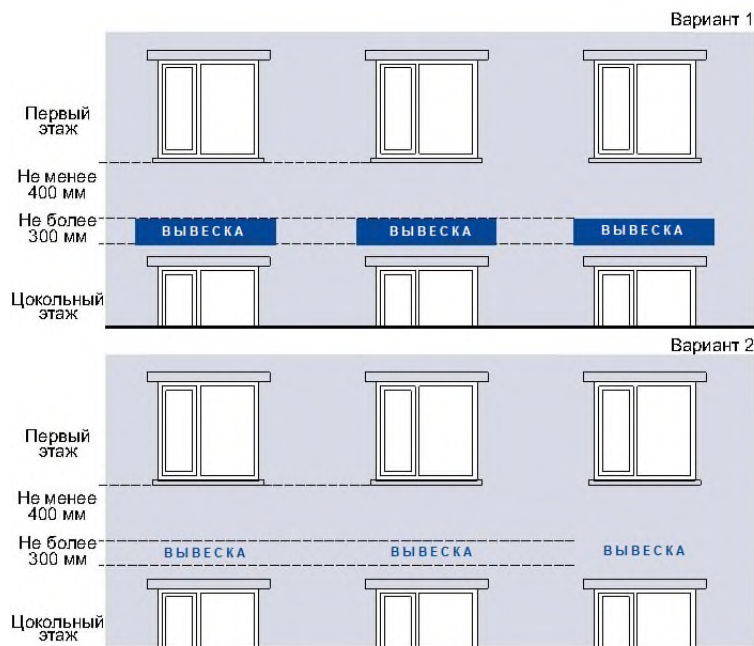 Вариант 1
Первый
этаж
Не менее
400 мм
Не более
300 мм
ВЫВЕСКА ВЫВЕСКА ВЫВЕСКА
Цокольный
этаж
Вариант 2
Первый
этаж
Не менее
400 мм
Не более
300 мм
ВЫВЕСКА ВЫВЕСКА ВЫВЕСКА
Цокольный
этаж